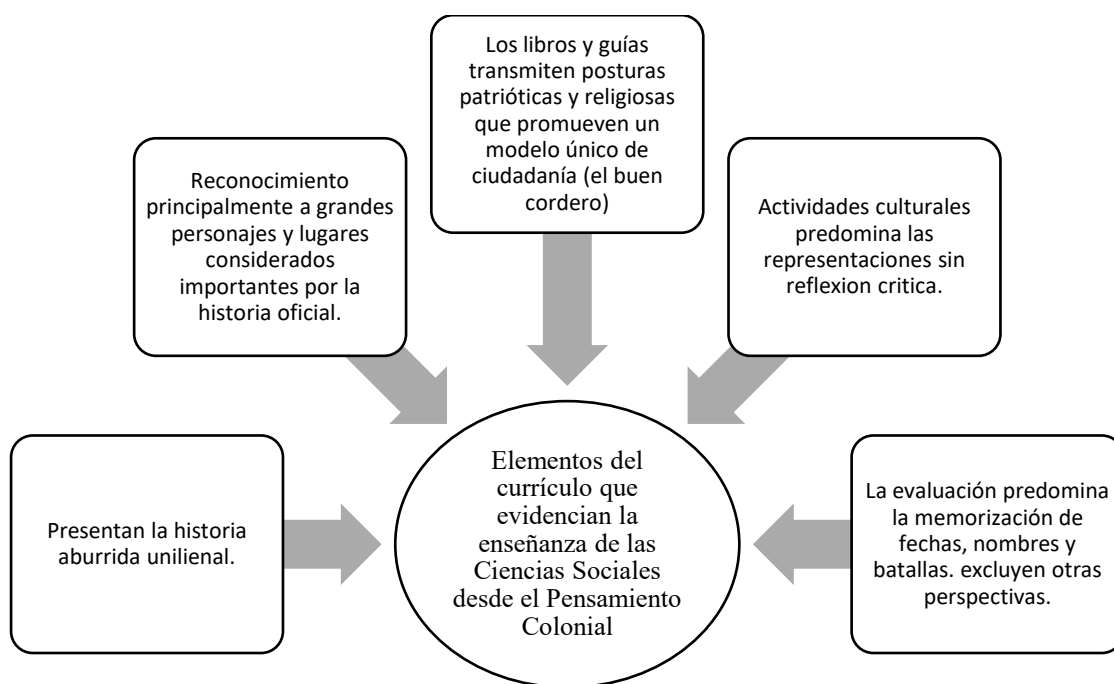 Los libros y guías
transmiten posturas
patrióticas y religiosas
que promueven un
modelo único de
ciudadanía (el buen
cordero)
Reconocimiento
principalmente a grandes
personajes y lugares
considerados
importantes por la
historia oficial.
Actividades culturales
predomina las
representaciones sin
reflexion critica.
Presentan la historia
aburrida unilienal.
Elementos del
currículo que
evidencian la
enseñanza de las
Ciencias Sociales
desde el Pensamiento
Colonial
La evaluación predomina
la memorización de
fechas, nombres y
batallas. excluyen otras
perspectivas.